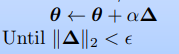 θ ← θ + αΔ
Until ‖Δ‖₂ < ϵ